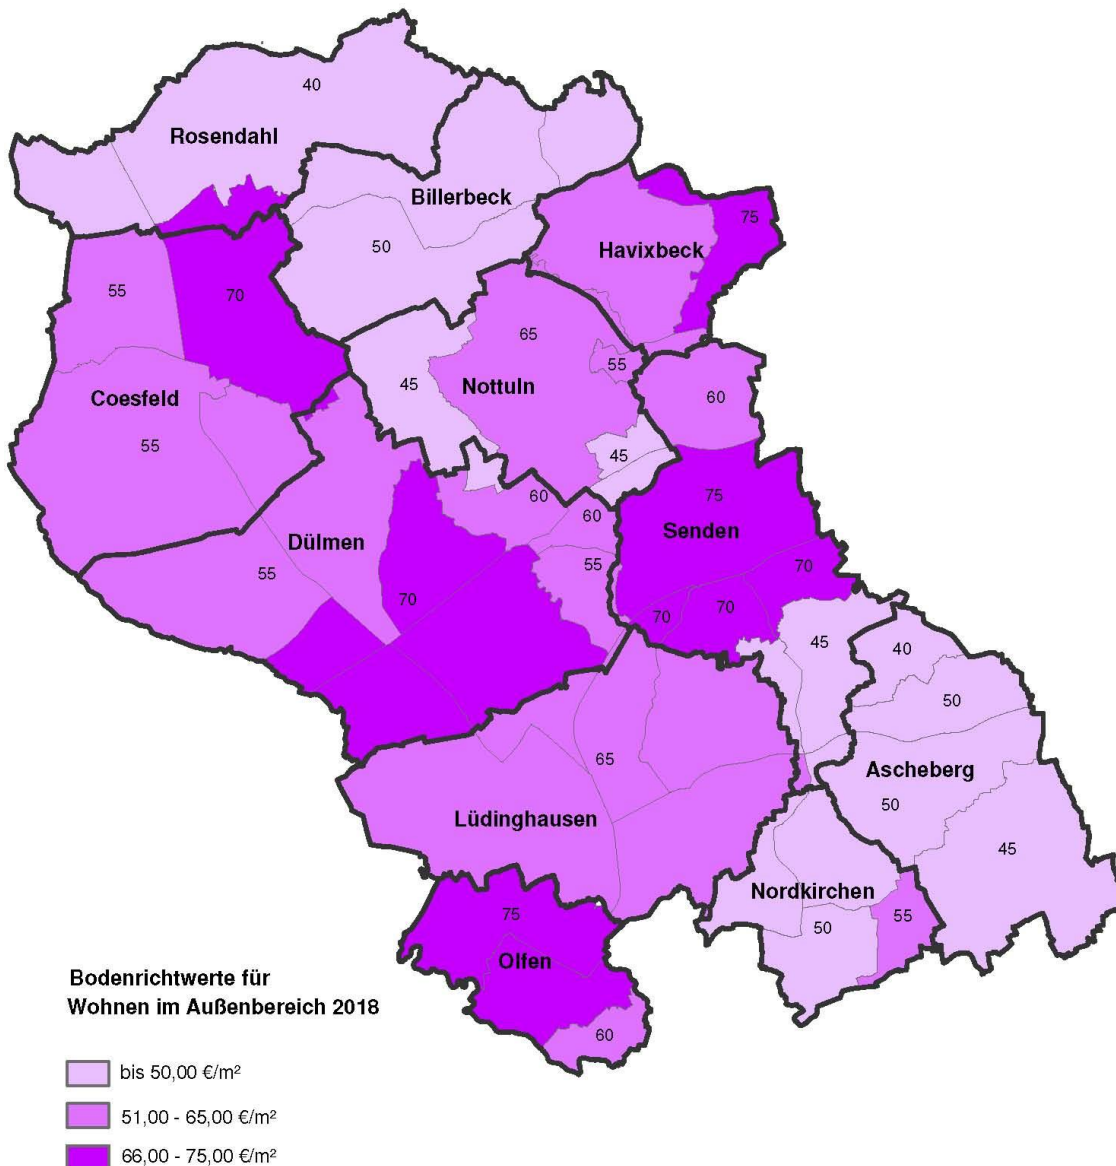 40
Rosendahl
Billerbeck
75
50
Havixbeck
55
70
65
55
45
Nottuln
Coesfeld
60
55
45
75
60
60
Senden
Dülmen
55
55
70
70
70
70
45
40
50
65
Ascheberg
50
Lüdinghausen
45
Nordkirchen
75
55
50
Olfen
60
Bodenrichtwerte für
Wohnen im Außenbereich 2018
bis 50,00 €/m²
51,00 - 65,00 €/m²
66,00 - 75,00 €/m²